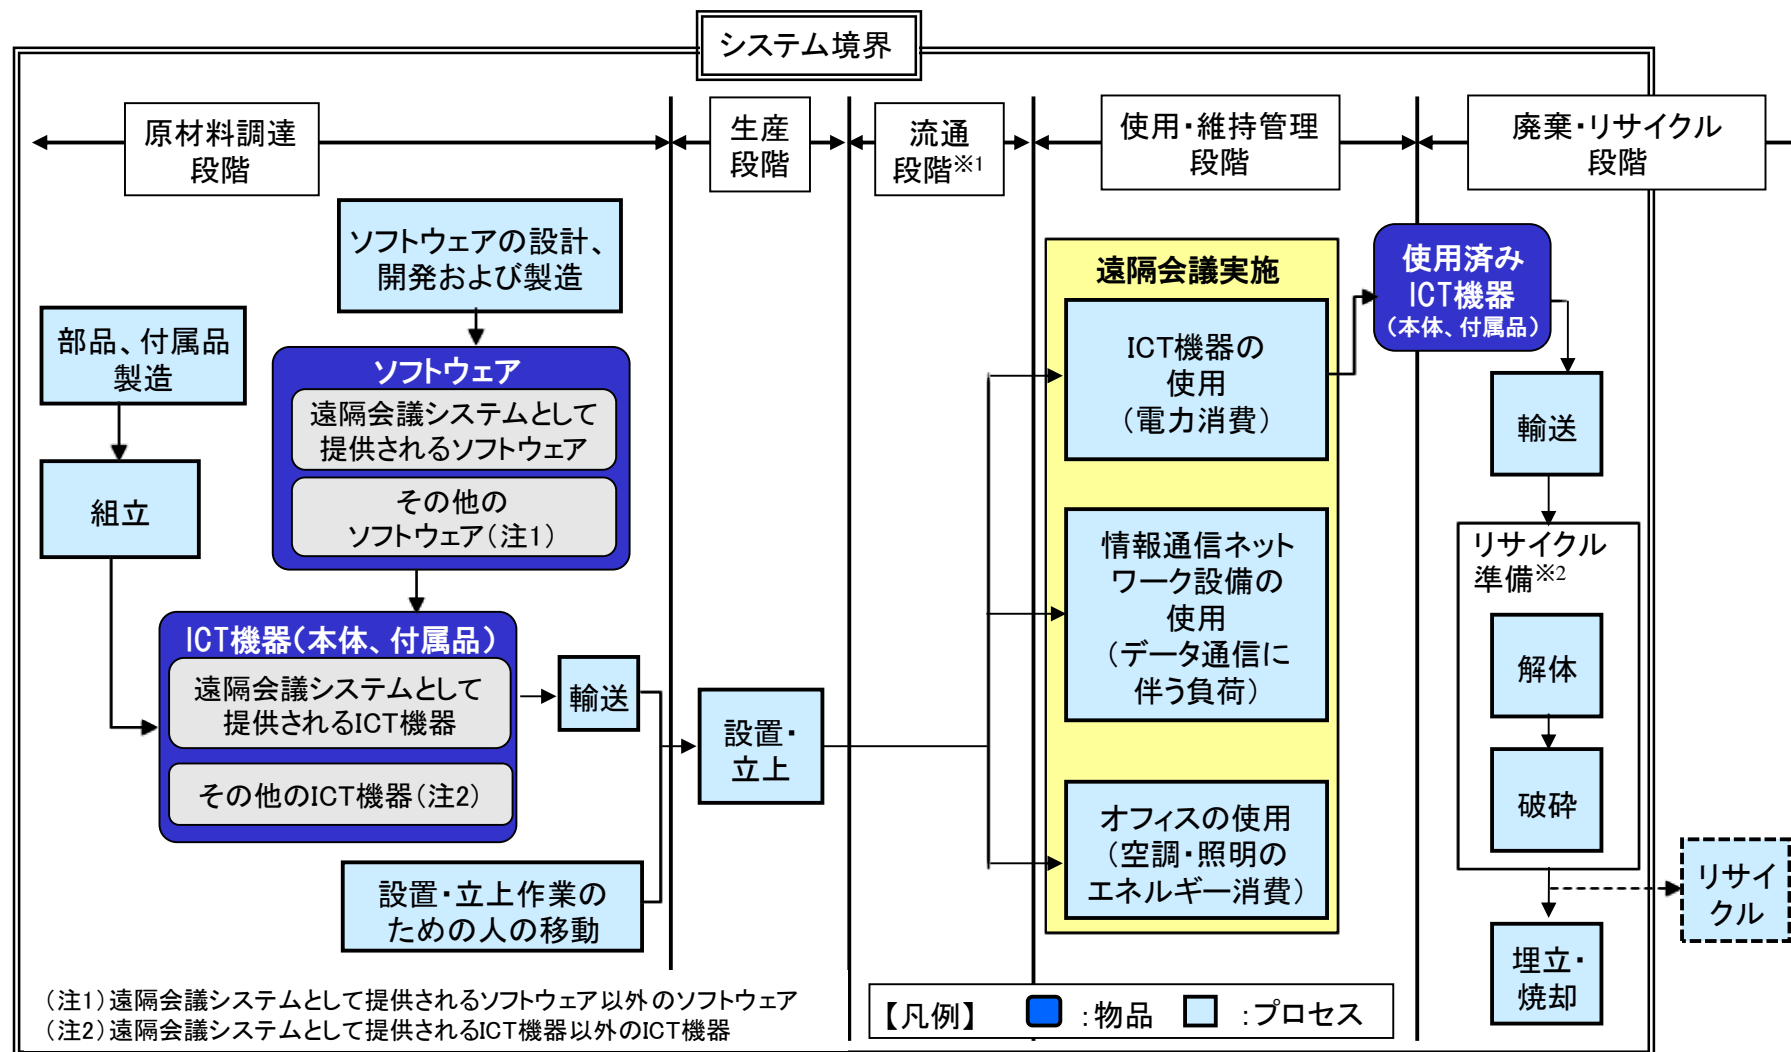 システム境界
原材料調達
段階
生産
段階
流通
段階※1
使用・維持管理
段階
廃棄・リサイクル
段階
ソフトウェアの設計、
開発および製造
部品、付属品
製造
組立
ソフトウェア
遠隔会議システムとして
提供されるソフトウェア
その他の
ソフトウェア(注1)
ICT機器(本体、付属品)
遠隔会議システムとして
提供されるICT機器
その他のICT機器(注2)
輸送
設置・立上作業の
ための人の移動
設置・
立上
遠隔会議実施
ICT機器の
使用
(電力消費)
情報通信ネット
ワーク設備の
使用
(データ通信に
伴う負荷)
オフィスの使用
(空調・照明の
エネルギー消費)
使用済み
ICT機器
(本体、付属品)
輸送
リサイクル
準備※2
解体
破砕
リサイ
クル
埋立・
焼却
(注1)遠隔会議システムとして提供されるソフトウェア以外のソフトウェア
(注2)遠隔会議システムとして提供されるICT機器以外のICT機器
【凡例】 :物品 :プロセス